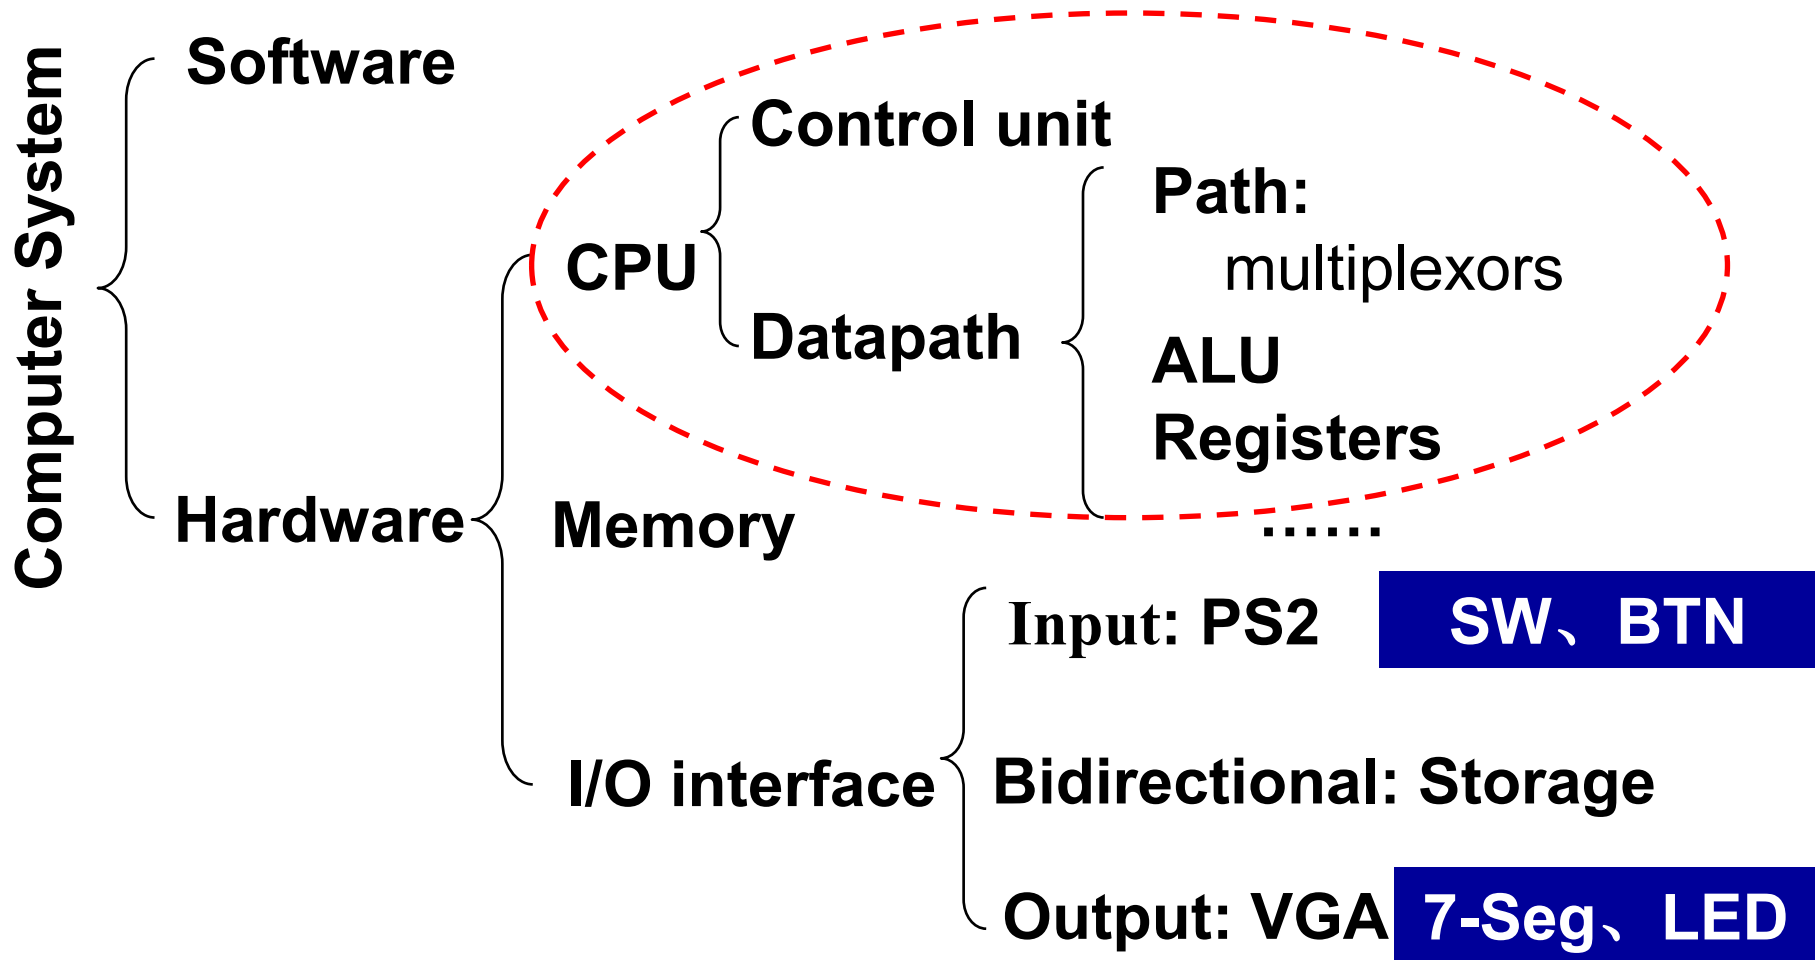 Computer System
Software
Control unit
Path:
multiplexors
CPU
Datapath
ALU
Registers
Hardware
Memory
......
Input: PS2 SW、BTN
I/O interface
Bidirectional: Storage
Output: VGA 7-Seg、LED